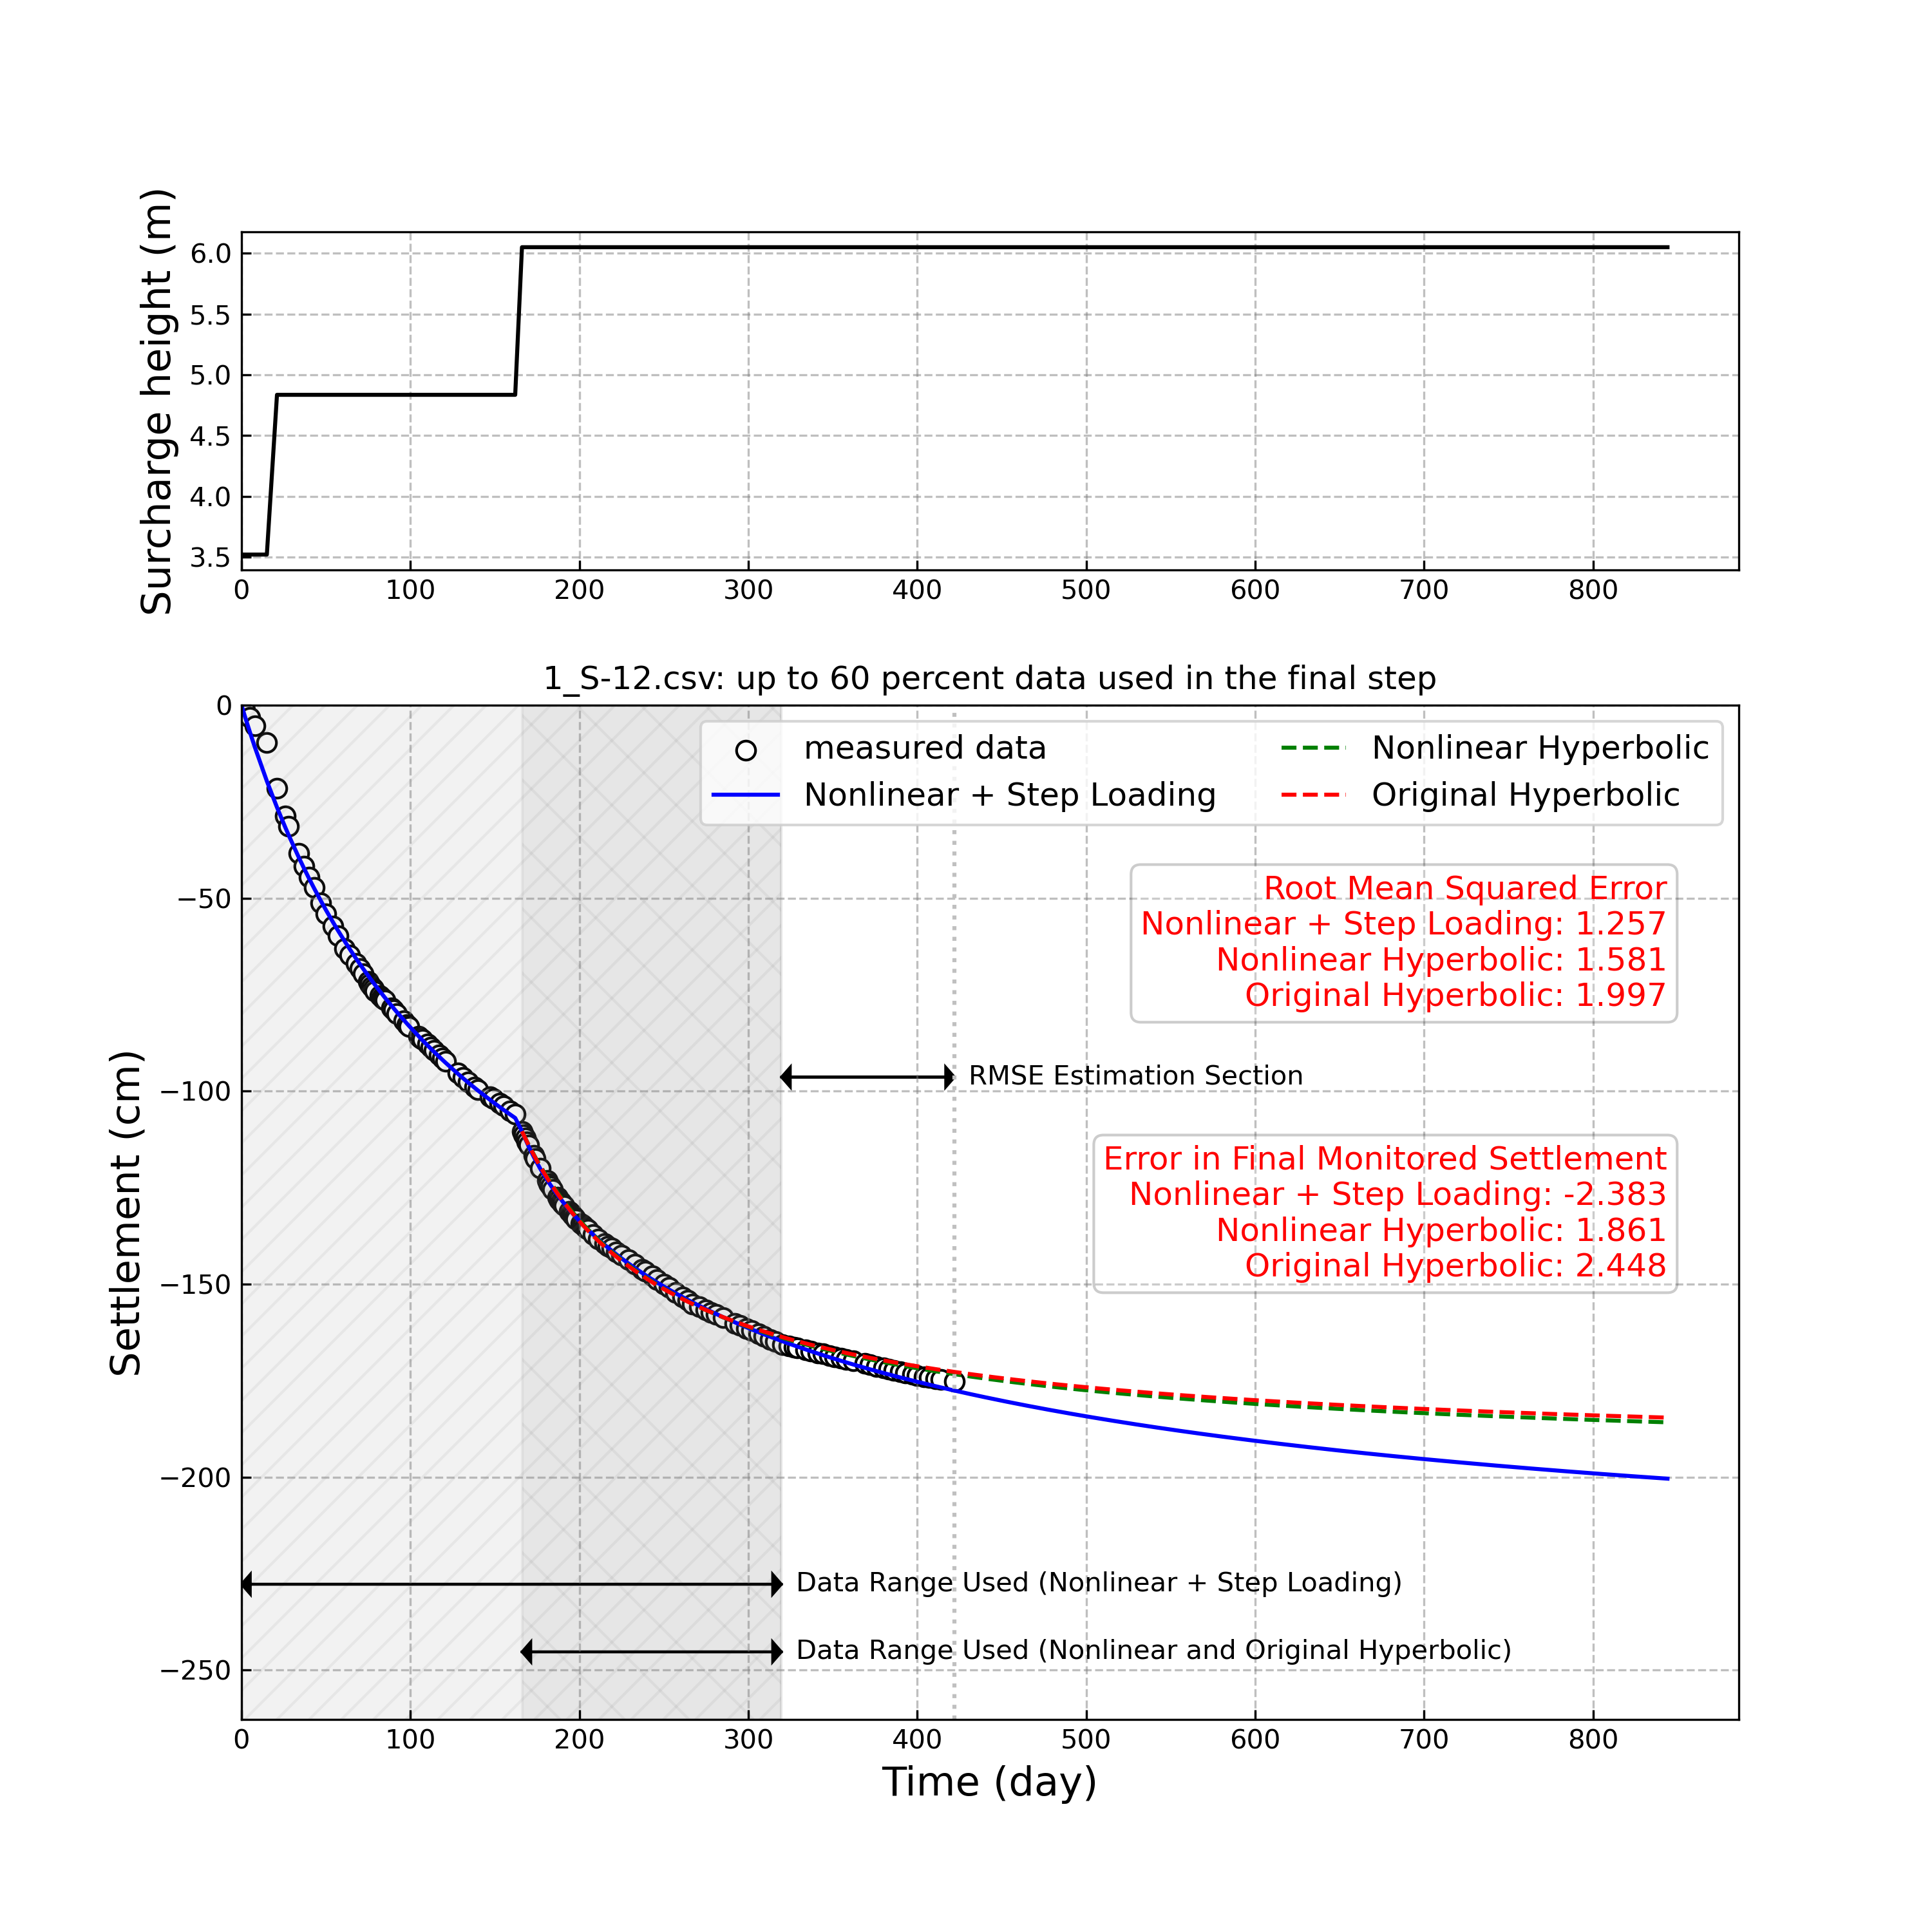 Surcharge height (m)
6.0
5.5
5.0
4.5
4.0
3.5
0 100 200 300 400 500 600 700 800
1_S-12.csv: up to 60 percent data used in the final step
Settlement (cm)
0
−50
−100
−150
−200
−250
measured data
Nonlinear + Step Loading
Nonlinear Hyperbolic
Original Hyperbolic
Root Mean Squared Error
Nonlinear + Step Loading: 1.257
Nonlinear Hyperbolic: 1.581
Original Hyperbolic: 1.997
RMSE Estimation Section
Error in Final Monitored Settlement
Nonlinear + Step Loading: -2.383
Nonlinear Hyperbolic: 1.861
Original Hyperbolic: 2.448
Data Range Used (Nonlinear + Step Loading)
Data Range Used (Nonlinear and Original Hyperbolic)
0 100 200 300 400 500 600 700 800
Time (day)